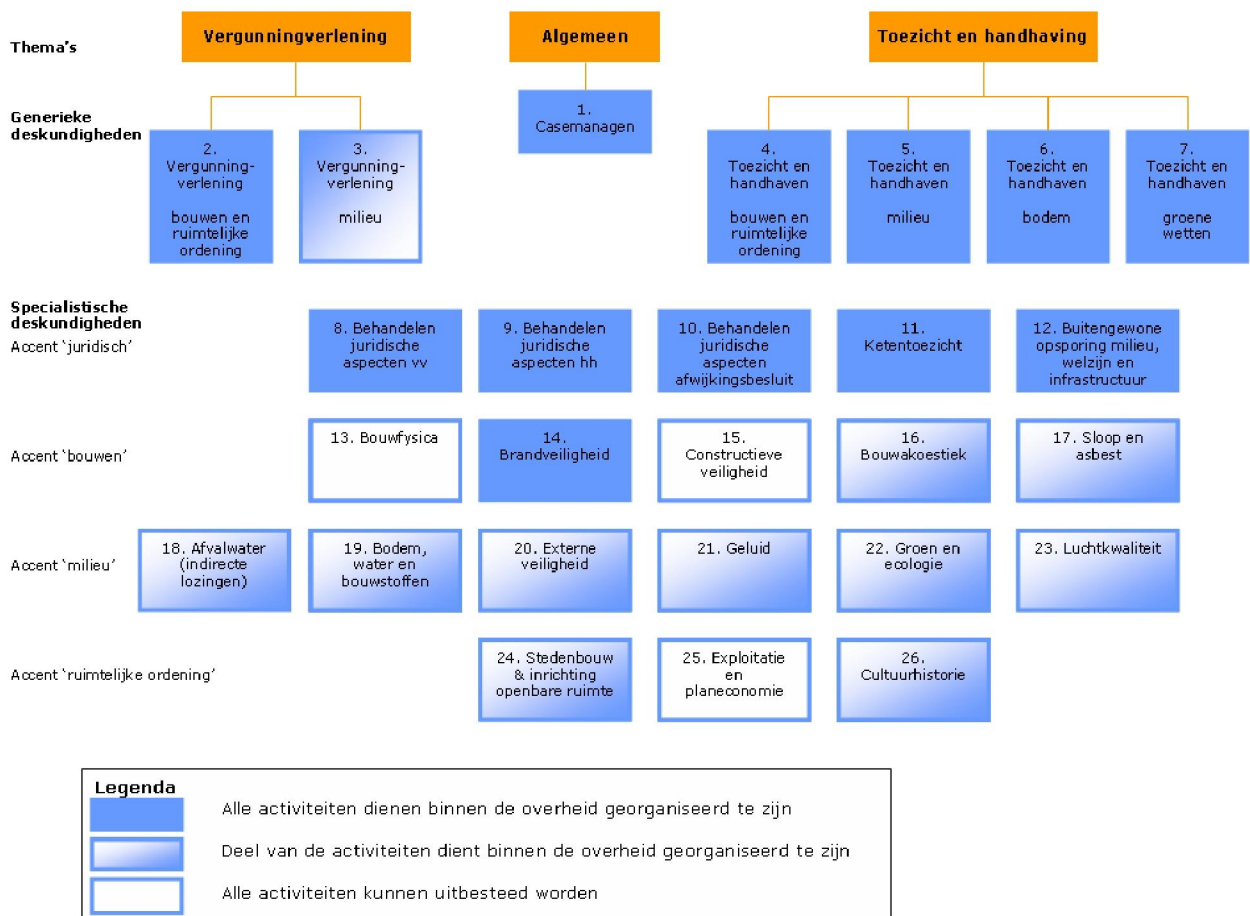 Thema's
Vergunningverlening
Algemeen
Toezicht en handhaving
Generieke
deskundigheden
1.
Casemanagen
2.
Vergunning-
verlening
bouwen en
ruimtelijke
ordening
3.
Vergunning-
verlening
milieu
4.
Toezicht en
handhaven
bouwen en
ruimtelijke
ordening
5.
Toezicht en
handhaven
milieu
6.
Toezicht en
handhaven
bodem
7.
Toezicht en
handhaven
groene
wetten
Specialistische
deskundigheden
Accent 'juridisch'
8. Behandelen
juridische
aspecten vv
9. Behandelen
juridische
aspecten hh
10. Behandelen
juridische
aspecten
afwijkingsbesluit
11.
Ketentoezicht
12. Buitengewone
opsporing milieu,
welzijn en
infrastructuur
Accent 'bouwen'
13. Bouwfysica
14.
Brandveiligheid
15.
Constructieve
veiligheid
16.
Bouwakoestiek
17. Sloop en
asbest
Accent 'milieu'
18. Afvalwater
(indirecte
lozingen)
19. Bodem,
water en
bouwstoffen
20. Externe
veiligheid
21. Geluid
22. Groen en
ecologie
23. Luchtkwaliteit
Accent 'ruimtelijke ordening'
24. Stedenbouw
& inrichting
openbare ruimte
25. Exploitatie
en
planeconomie
26.
Cultuurhistorie
Legenda
Alle activiteiten dienen binnen de overheid georganiseerd te zijn
Deel van de activiteiten dient binnen de overheid georganiseerd te zijn
Alle activiteiten kunnen uitbesteed worden